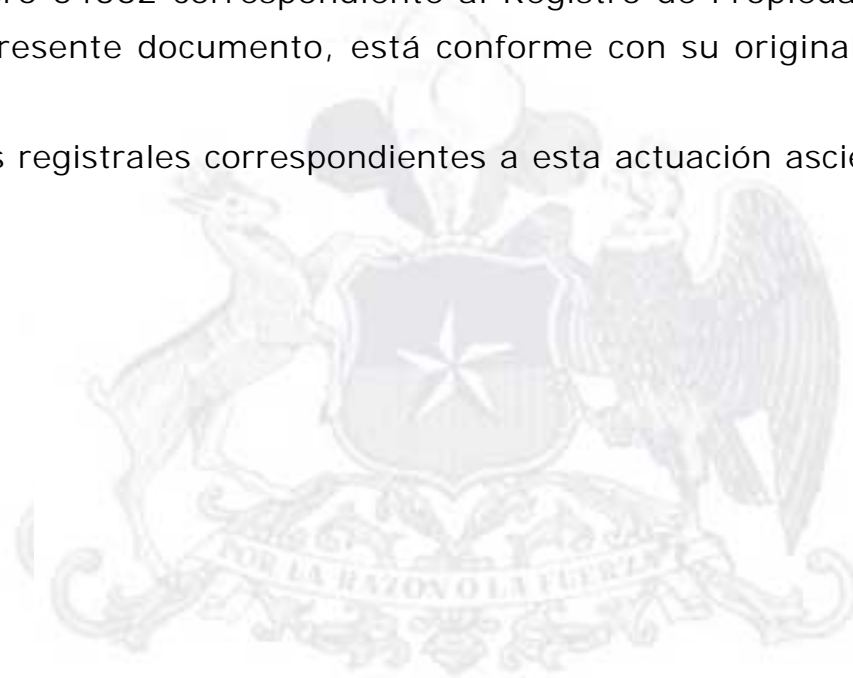 correspondiente al Registro de
resente documento, está conforme con su origina
s registrales correspondientes a esta actuación
POR LA RAZON O LA FUERZA